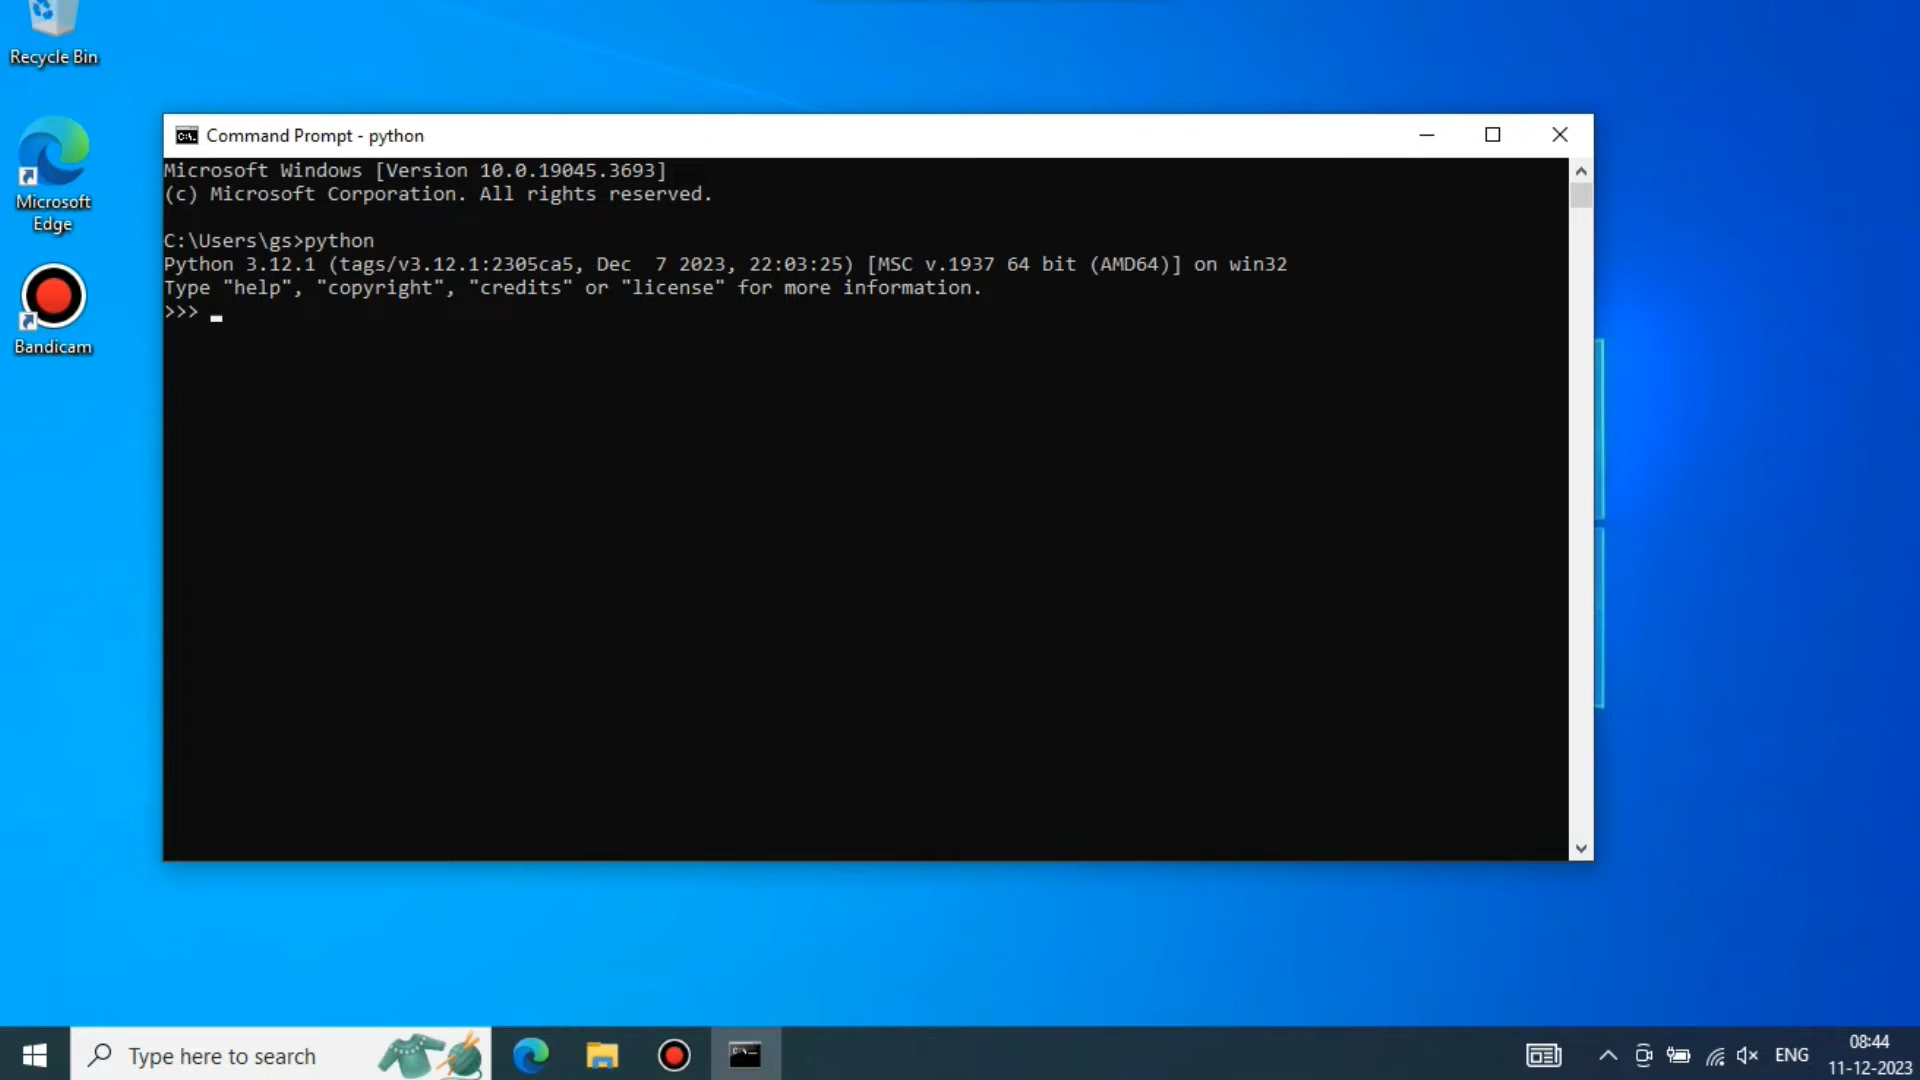 Recycle Bin
Microsoft
Edge
Bandicam
Command Prompt - python
Microsoft Windows [Version 10.0.19045.3693]
(c) Microsoft Corporation. All rights reserved.
C:\Users\gs>python
Python 3.12.1 (tags/v3.12.1:2305ca5, Dec  7 2023, 22:03:25) [MSC v.1937 64 bit (AMD64)] on win32
Type "help", "copyright", "credits" or "license" for more information.
>>> _
Type here to search
ENG
08:44
11-12-2023